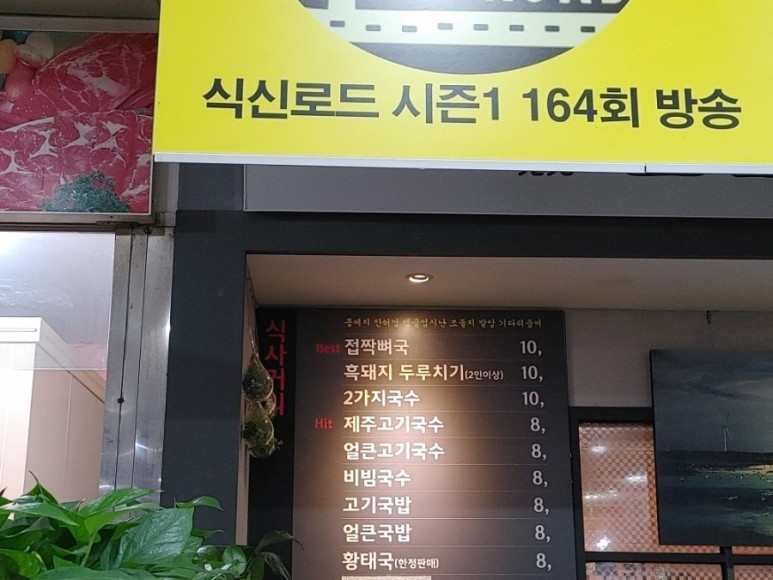 식신로드 시즌1 164회 방송
식사거리
Best 접짝뼈국 10,
흑돼지 두루치기(2인이상) 10,
2가지국수 10,
Hit 제주고기국수 8,
얼큰고기국수 8,
비빔국수 8,
고기국밥 8,
얼큰국밥 8,
황태국(한정판매) 8,